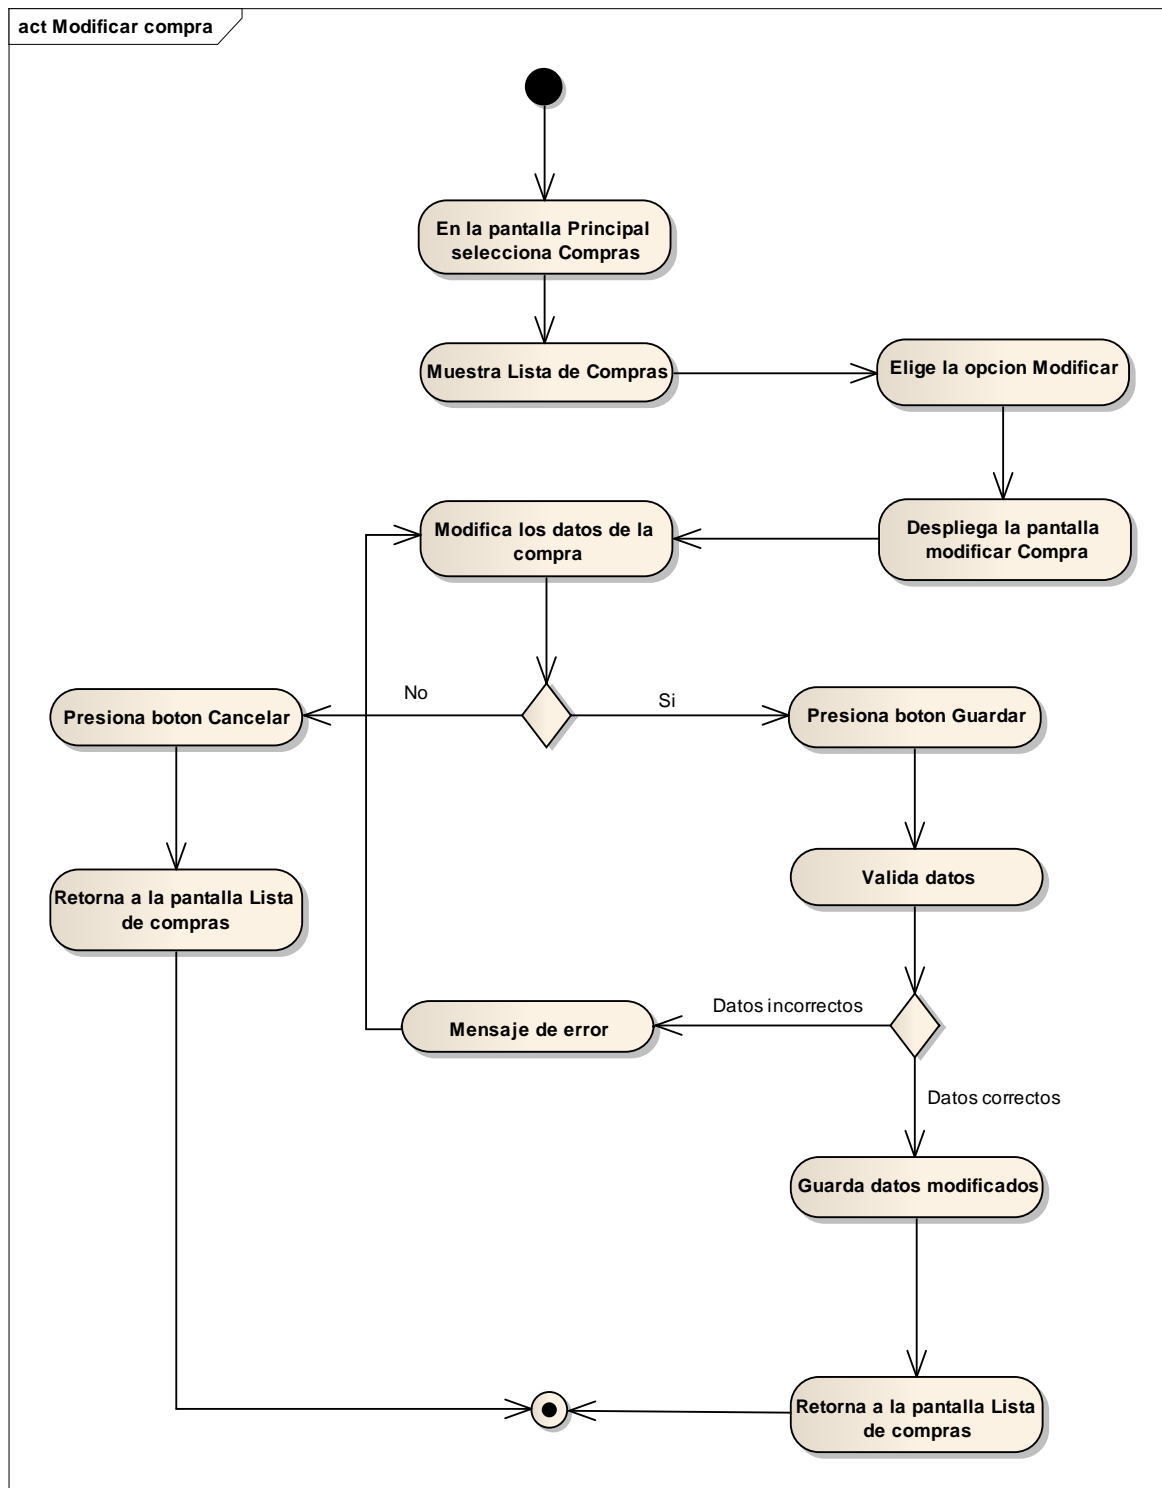 act Modificar compra
En la pantalla Principal
selecciona Compras
Muestra Lista de Compras
Elige la opcion Modificar
Despliega la pantalla
modificar Compra
Modifica los datos de la
compra
No
Si
Presiona boton Cancelar
Presiona boton Guardar
Valida datos
Retorna a la pantalla Lista
de compras
Datos incorrectos
Mensaje de error
Datos correctos
Guarda datos modificados
Retorna a la pantalla Lista
de compras